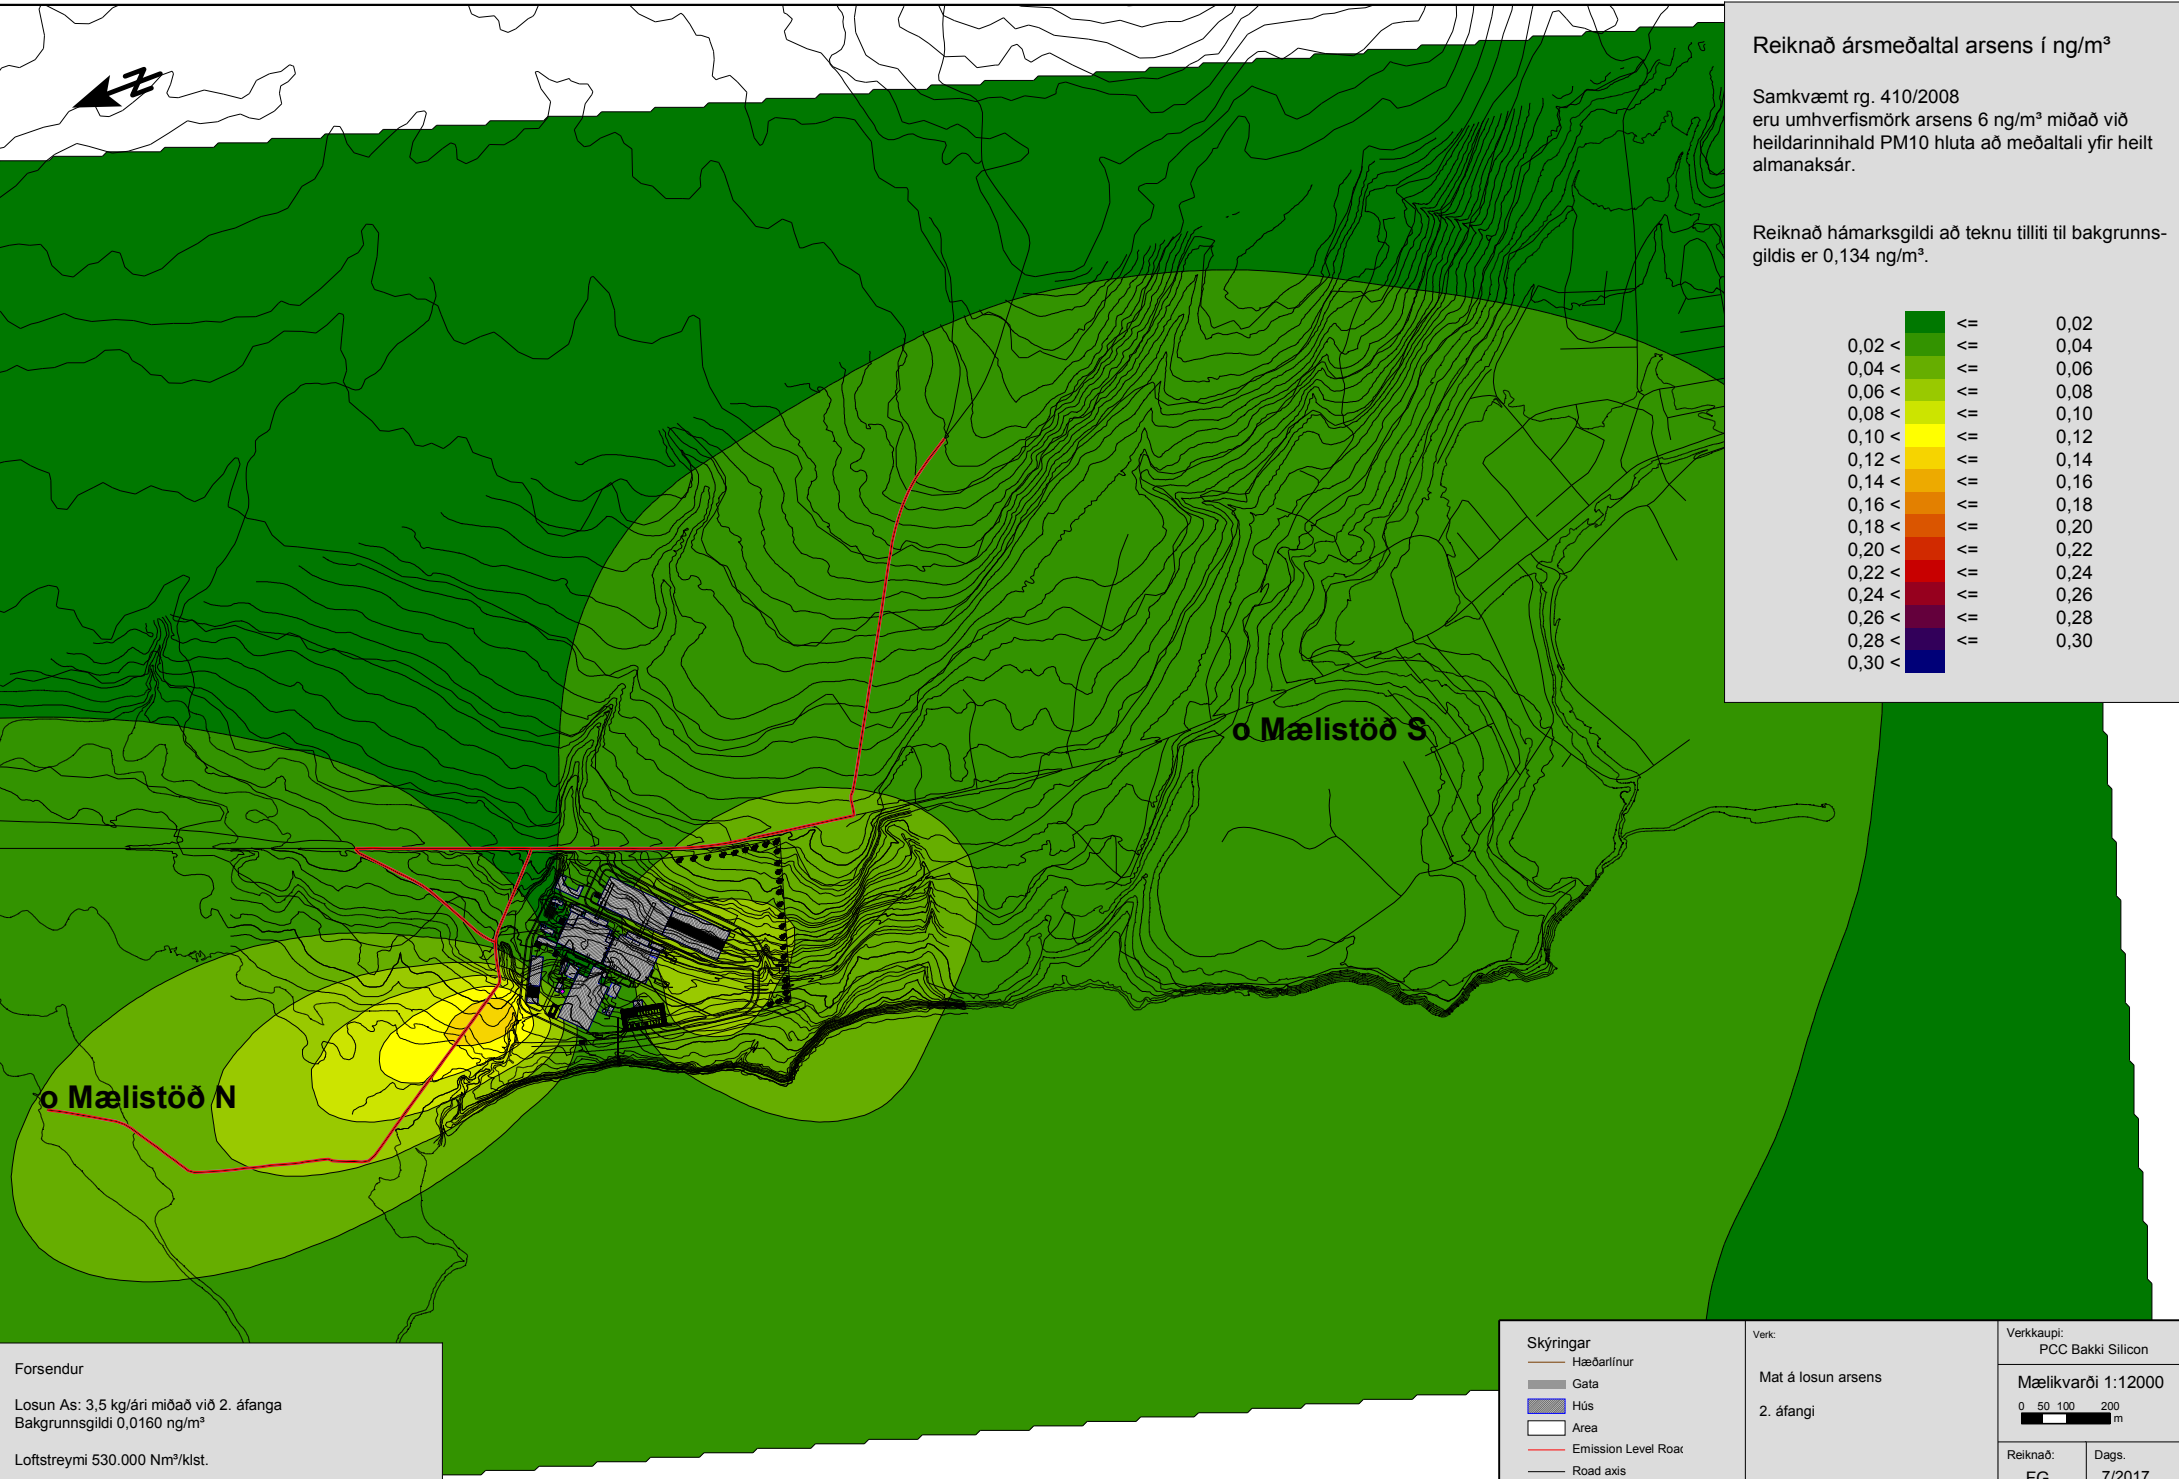 Reiknað ársmeðaltal arsens í ng/m³
Samkvæmt rg. 410/2008
eru umhverfismörk arsens 6 ng/m³ miðað við
heildarinnihald PM10 hluta að meðaltali yfir heilt
almanaksár.
Reiknað hámarksgildi að teknu tilliti til bakgrunns-
gildis er 0,134 ng/m³.
<= 0,02
0,02 < <= 0,04
0,04 < <= 0,06
0,06 < <= 0,08
0,08 < <= 0,10
0,10 < <= 0,12
0,12 < <= 0,14
0,14 < <= 0,16
0,16 < <= 0,18
0,18 < <= 0,20
0,20 < <= 0,22
0,22 < <= 0,24
0,24 < <= 0,26
0,26 < <= 0,28
0,28 < <= 0,30
0,30 <
N
o Mælistöð S
o Mælistöð N
Forsendur
Losun As: 3,5 kg/ári miðað við 2. áfanga
Bakgrunnsgildi 0,0160 ng/m³
Loftstreymi 530.000 Nm³/klst.
Skýringar
Hæðarlínur
Gata
Hús
Area
Emission Level Road
Road axis
Verk:
Mat á losun arsens
2. áfangi
Verkkaupi:
PCC Bakki Silicon
Mælikvarði 1:12000
0 50 100 200
m
Reiknað:
EG
Dags.
7/2017